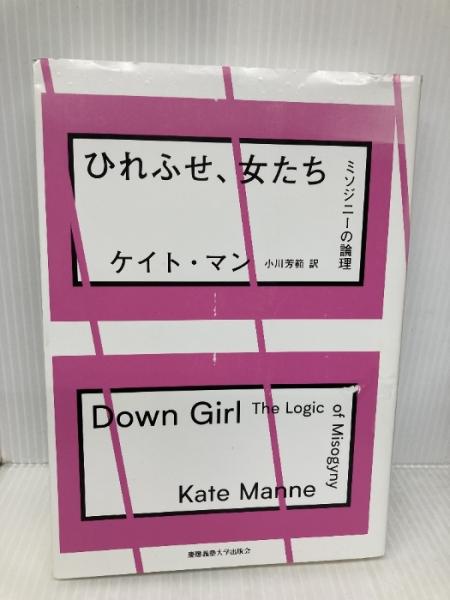 ひれふせ、女たち
ミソジニーの論理
ケイト・マン 小川芳範 訳
Down Girl The Logic
of Misogyny
Kate Manne
慶應義塾大学出版会